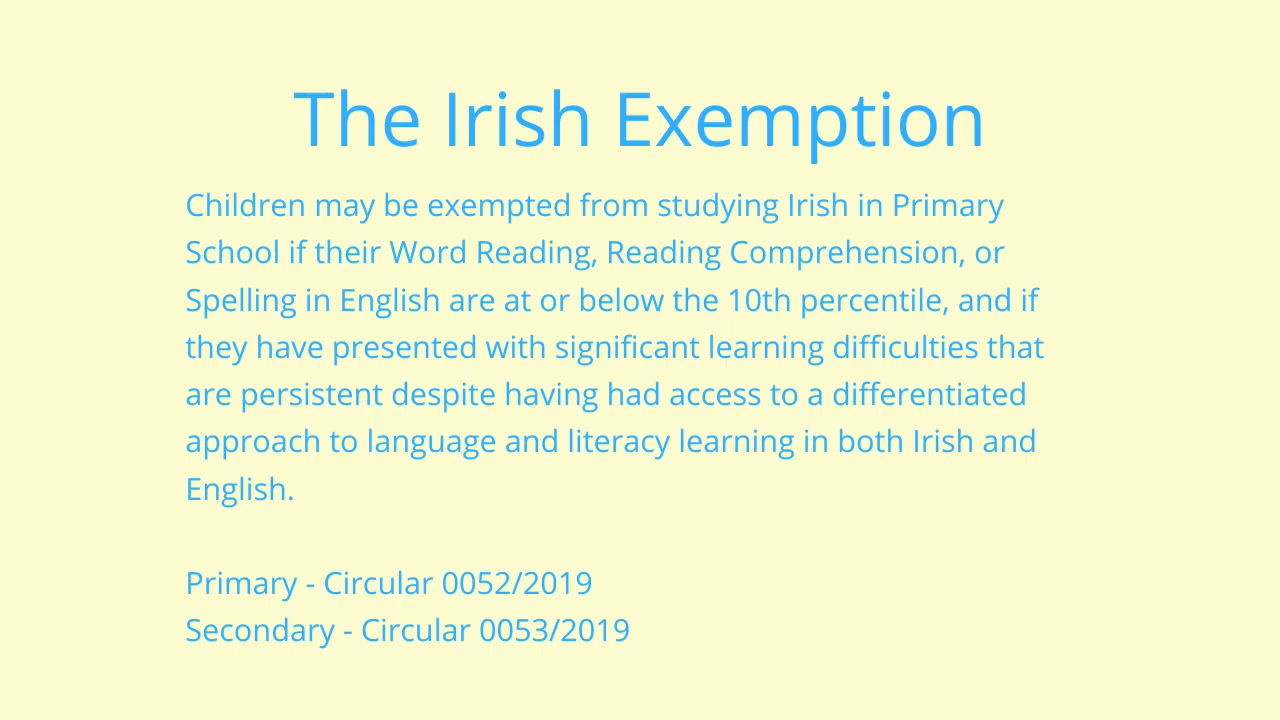 The Irish Exemption
Children may be exempted from studying Irish in Primary
School if their Word Reading, Reading Comprehension, or
Spelling in English are at or below the 10th percentile, and if
they have presented with significant learning difficulties that
are persistent despite having had access to a differentiated
approach to language and literacy learning in both Irish and
English.
Primary - Circular 0052/2019
Secondary - Circular 0053/2019